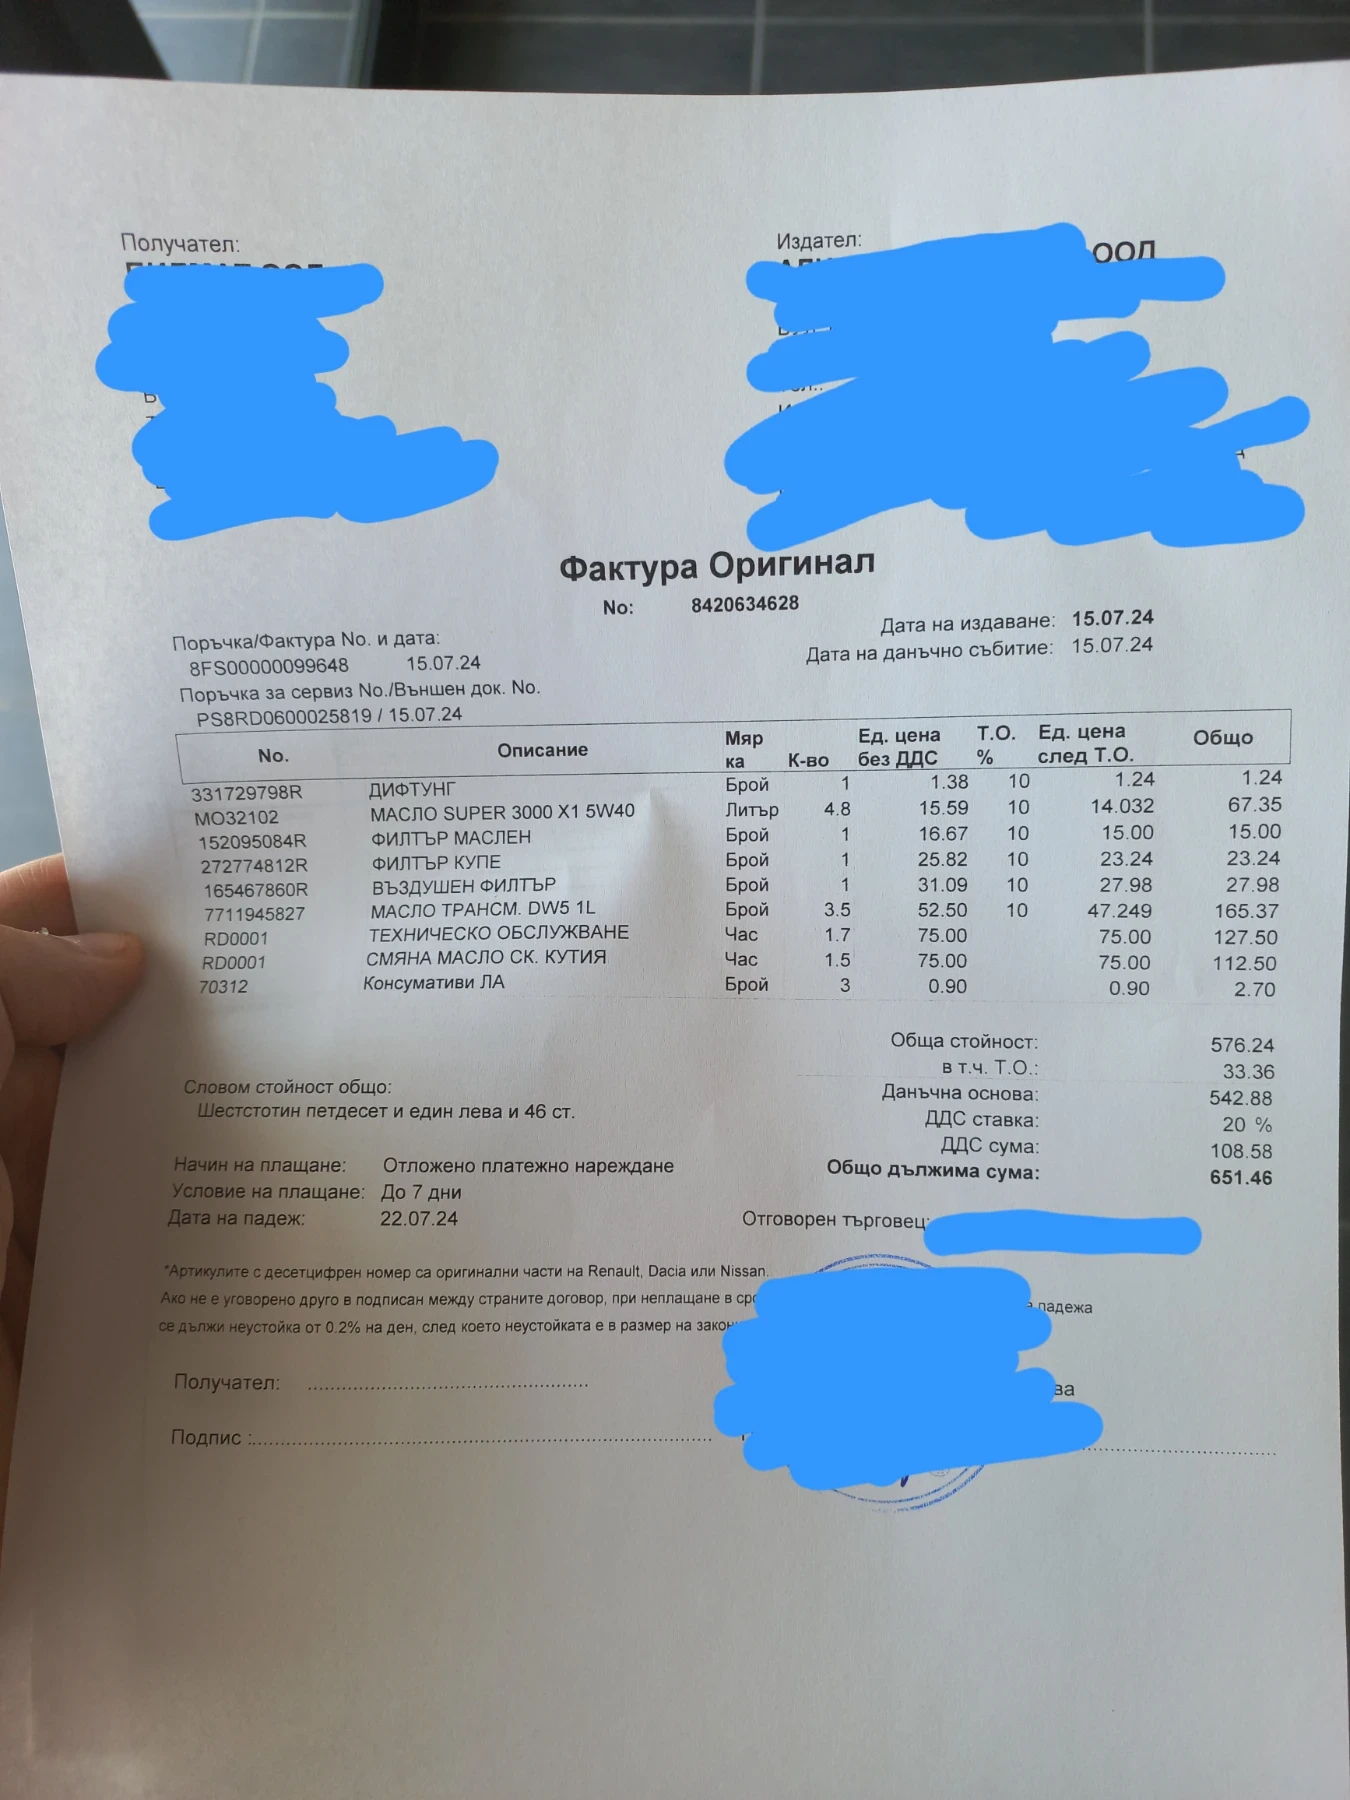 Получател:
Издател:
ООД
Фактура Оригинал
No: 8420634628
Дата на издаване: 15.07.24
Поръчка/Фактура No. и дата:
Дата на данъчно събитие: 15.07.24
8FS00000099648 15.07.24
Поръчка за сервиз No./Външен док. No.
PS8RD0600025819 / 15.07.24
No. Описание Мяр ка К-во Ед. цена без ДДС Т.О. % Ед. цена след Т.О. Общо
331729798R ДИФТУНГ Брой 1 1.38 10 1.24 1.24
MO32102 МАСЛО SUPER 3000 X1 5W40 Литър 4.8 15.59 10 14.032 67.35
152095084R ФИЛТЪР МАСЛЕН Брой 1 16.67 10 15.00 15.00
272774812R ФИЛТЪР КУПЕ Брой 1 25.82 10 23.24 23.24
165467860R ВЪЗДУШЕН ФИЛТЪР Брой 1 31.09 10 27.98 27.98
7711945827 МАСЛО ТРАНСМ. DW5 1L Брой 3.5 52.50 10 47.249 165.37
RD0001 ТЕХНИЧЕСКО ОБСЛУЖВАНЕ Час 1.7 75.00 75.00 127.50
RD0001 СМЯНА МАСЛО СК. КУТИЯ Час 1.5 75.00 75.00 112.50
70312 Консумативи ЛА Брой 3 0.90 0.90 2.70
Обща стойност: 576.24
в т.ч. Т.О.: 33.36
Данъчна основа: 542.88
ДДС ставка: 20 %
ДДС сума: 108.58
Общо дължима сума: 651.46
Словом стойност общо:
Шестстотин петдесет и един лева и 46 ст.
Начин на плащане: Отложено платежно нареждане
Условие на плащане: До 7 дни
Дата на падеж: 22.07.24
Отговорен търговец:
*Артикулите с десетцифрен номер са оригинални части на Renault, Dacia или Nissan.
Ако не е уговорено друго в подписан между страните договор, при неплащане в падежа
се дължи неустойка от 0.2% на ден, след което неустойката е в размер на
Получател:
Подпис :